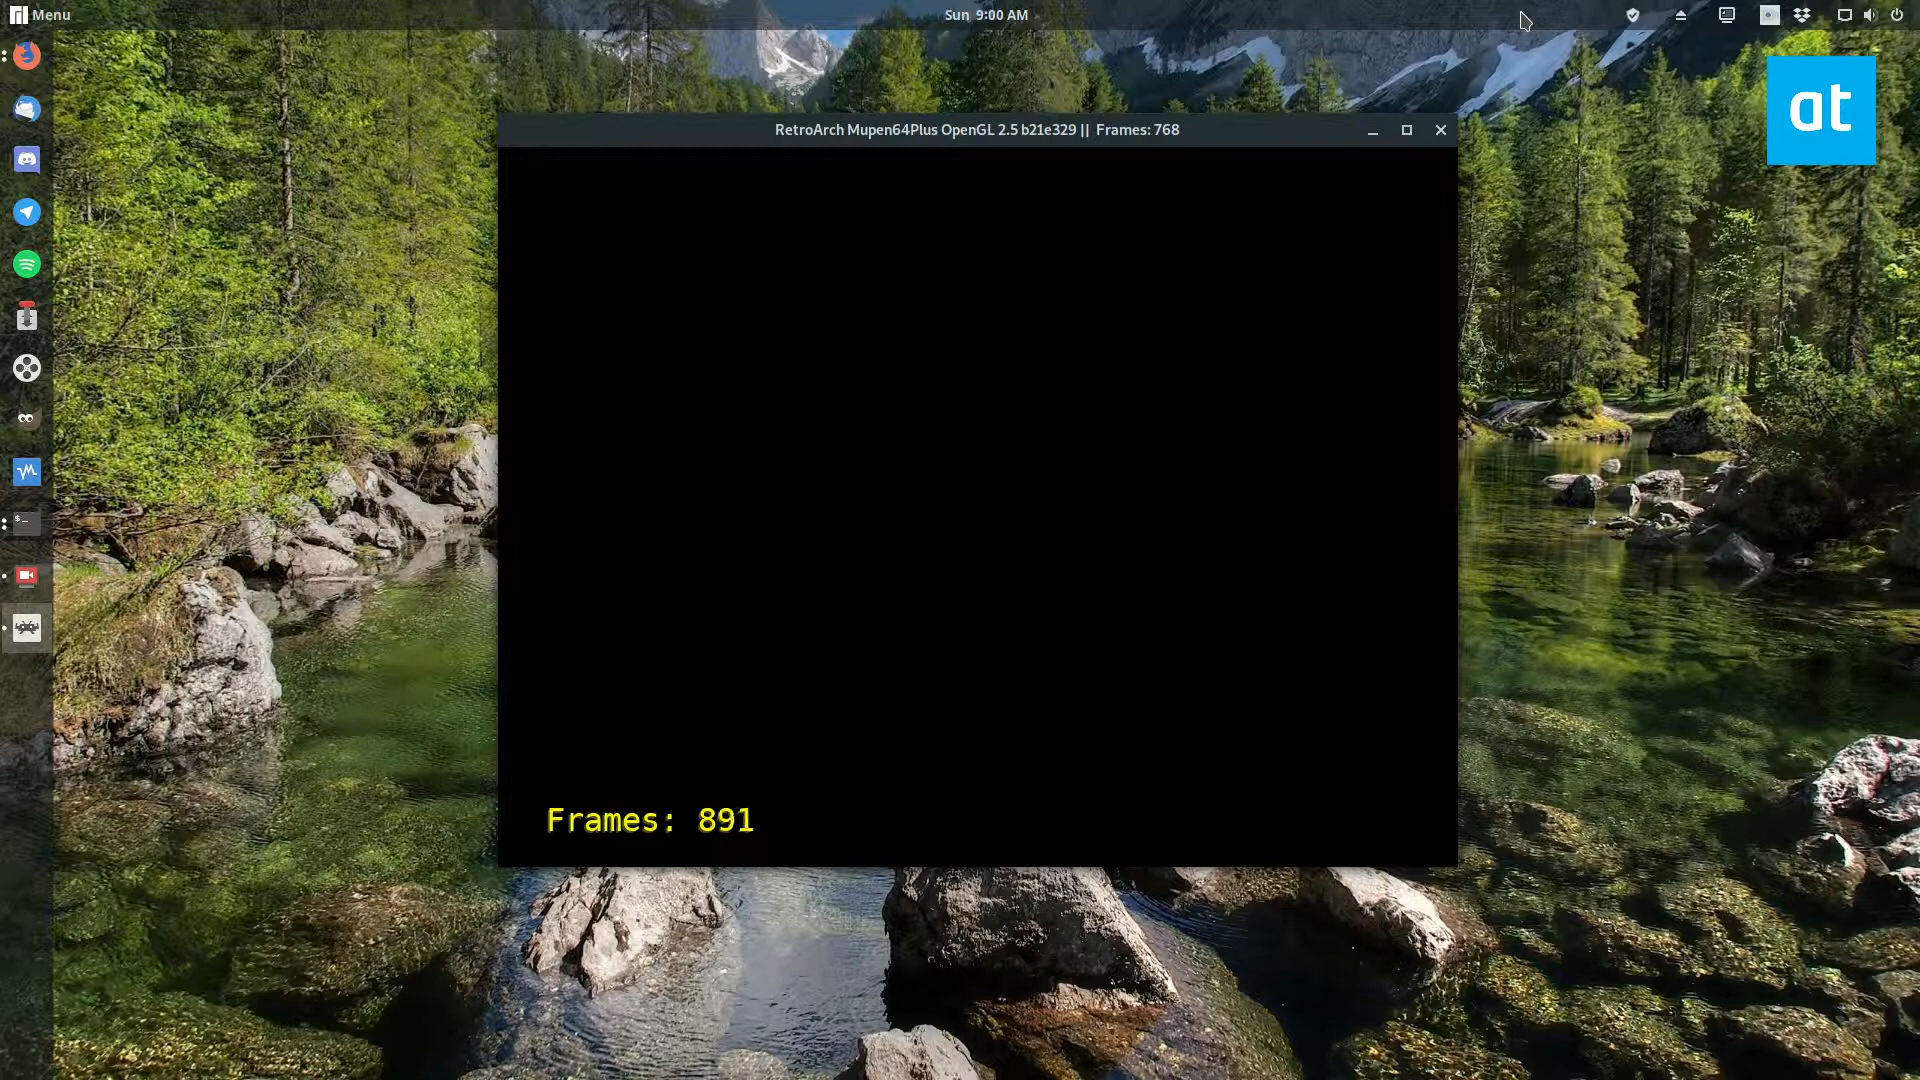 Menu
Sun 9:00 AM
at
RetroArch Mupen64Plus OpenGL 2.5 b21e329 || Frames: 768
$_
Frames: 891